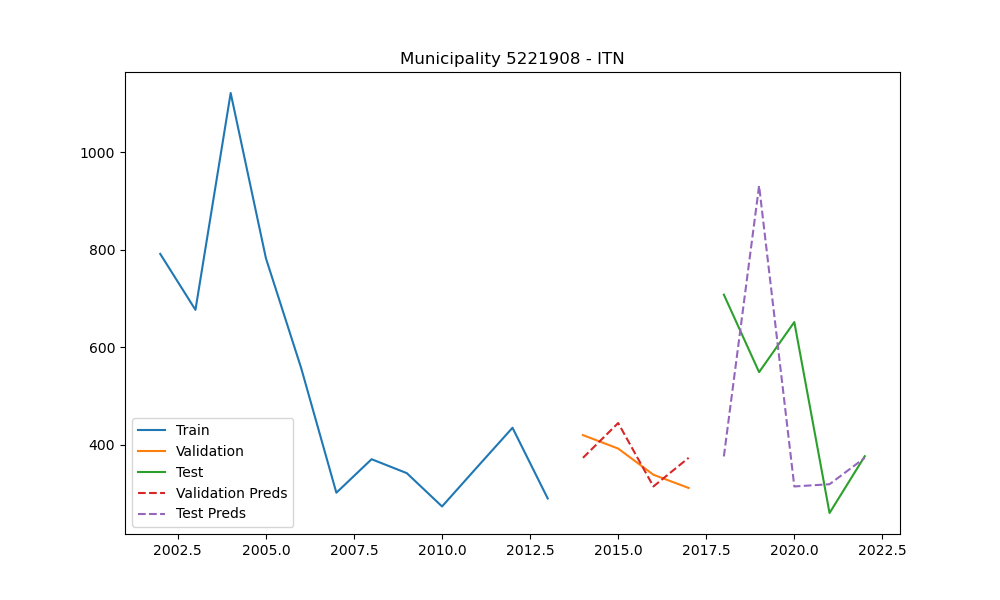 Municipality 5221908 - ITN
1000
800
600
400
Train
Validation
Test
Validation Preds
Test Preds
2002.5 2005.0 2007.5 2010.0 2012.5 2015.0 2017.5 2020.0 2022.5